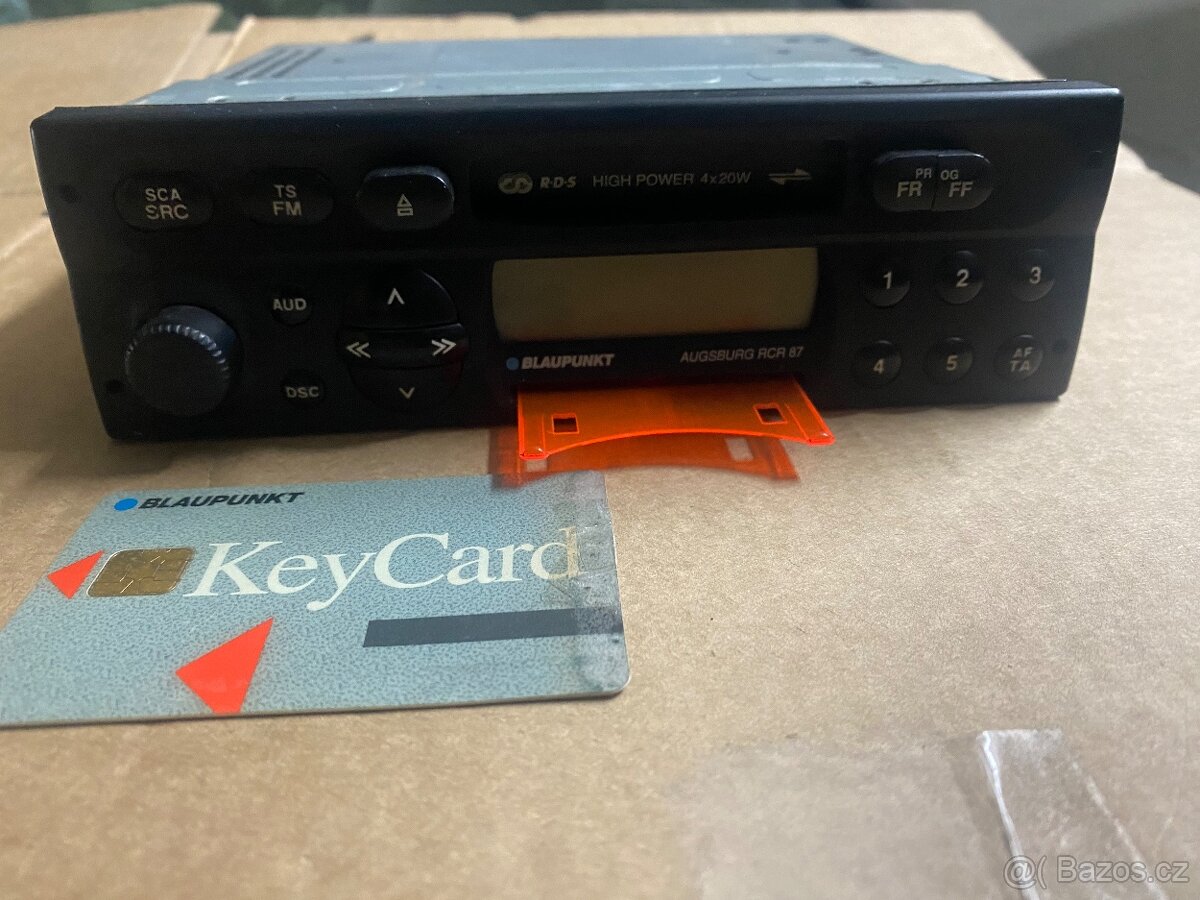 SCA
SRC
TS
FM
R·D·S HIGH POWER 4x20W
PR OG
FR FF
AUD
DSC
1 2 3
4 5 AF
TA
BLAUPUNKT AUGSBURG RCR 87
BLAUPUNKT
KeyCard
@( Bazos.cz